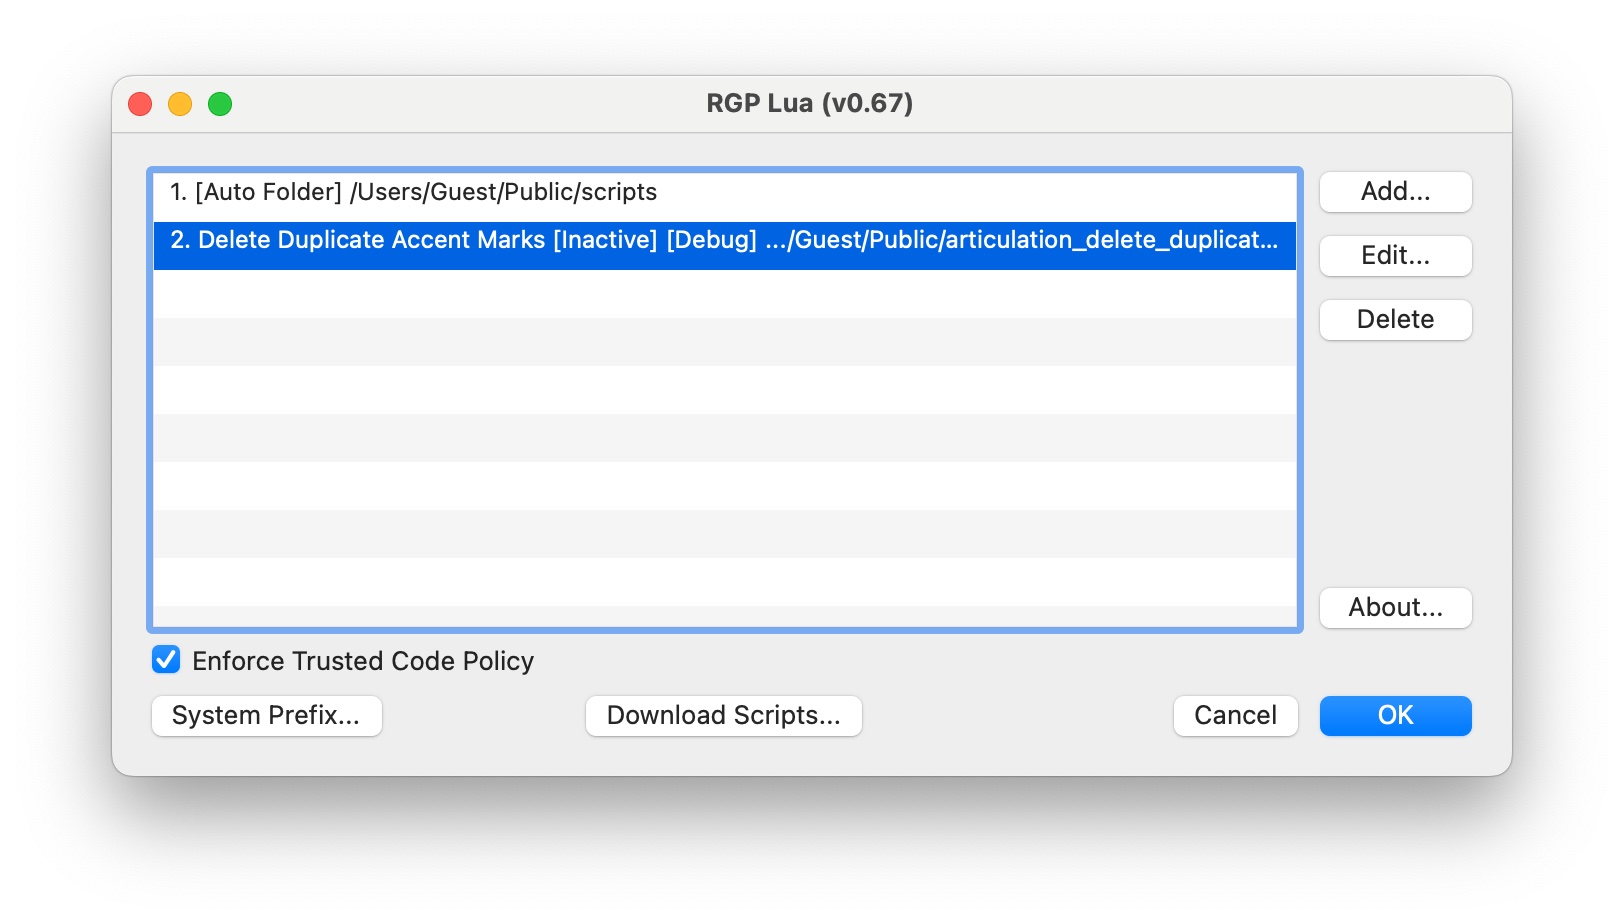 RGP Lua (v0.67)
1. [Auto Folder] /Users/Guest/Public/scripts
2. Delete Duplicate Accent Marks [Inactive] [Debug] .../Guest/Public/articulation_delete_duplicat...
Add...
Edit...
Delete
About...
Enforce Trusted Code Policy
System Prefix...
Download Scripts...
Cancel
OK